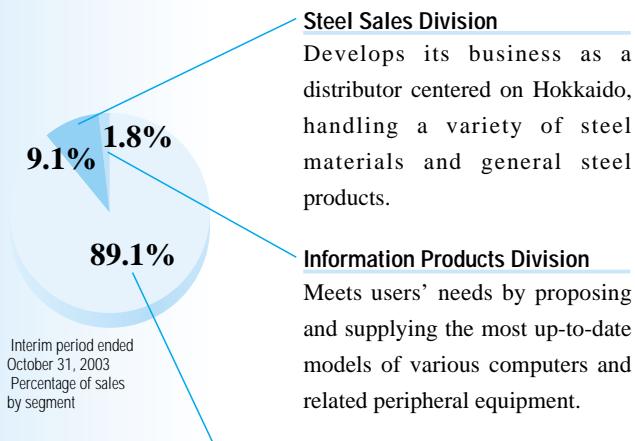 Steel Sales Division
Develops its business as a
distributor centered on Hokkaido,
handling a variety of steel
materials and general steel
products.
1.8%
9.1%
89.1%
Information Products Division
Meets users’ needs by proposing
and supplying the most up-to-date
models of various computers and
related peripheral equipment.
Interim period ended
October 31, 2003
Percentage of sales
by segment